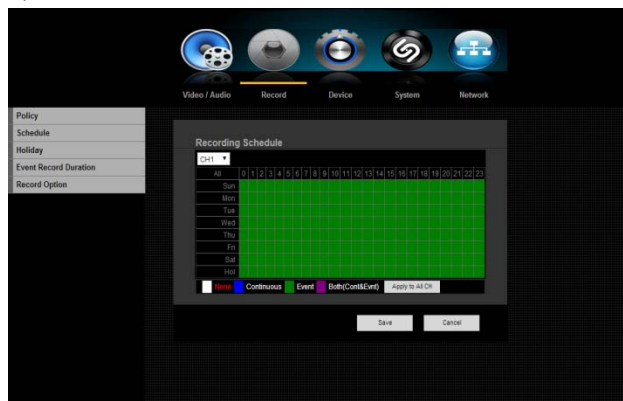 Video / Audio Record Device System Network
Policy
Schedule
Holiday
Event Record Duration
Record Option
Recording Schedule
CH1
All 0 1 2 3 4 5 6 7 8 9 10 11 12 13 14 15 16 17 18 19 20 21 22 23
Sun
Mon
Tue
Wed
Thu
Fri
Sat
Hol
None Continuous Event Both(Cont&Evnt) Apply to All CH
Save Cancel